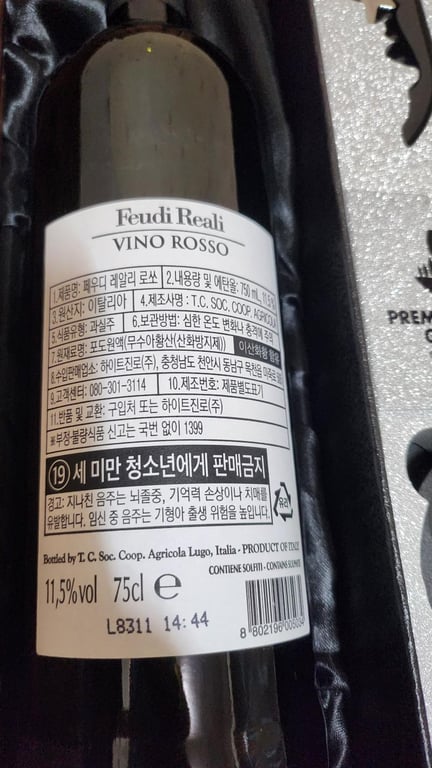 Feudi Reali
VINO ROSSO
1.제품명: 페우디 레알리 로쏘 2.내용량 및 에탄올: 750 mL, 11.5%
3.원산지: 이탈리아 4.제조사명 : T.C. SOC. COOP. AGRICOLA
5.식품유형: 과실주 6.보관방법: 심한 온도 변화나 충격에 주의
7.원재료명: 포도원액(무수아황산(산화방지제)) 이산화황 함유
8.수입판매업소: 하이트진로(주), 충청남도 천안시 동남구 목천읍
9.고객센터: 080-301-3114 10.제조번호: 제품별도표기
11.반품 및 교환: 구입처 또는 하이트진로(주)
※부정·불량식품 신고는 국번 없이 1399
19 세 미만 청소년에게 판매금지
경고: 지나친 음주는 뇌졸중, 기억력 손상이나 치매를
유발합니다. 임신 중 음주는 기형아 출생 위험을 높입니다.
유리
Bottled by T. C. Soc. Coop. Agricola Lugo, Italia - PRODUCT OF ITALY
CONTIENE SOLFITI - CONTAINS SULPHITES
11,5%vol 75cl e
L8311 14:44
PREM